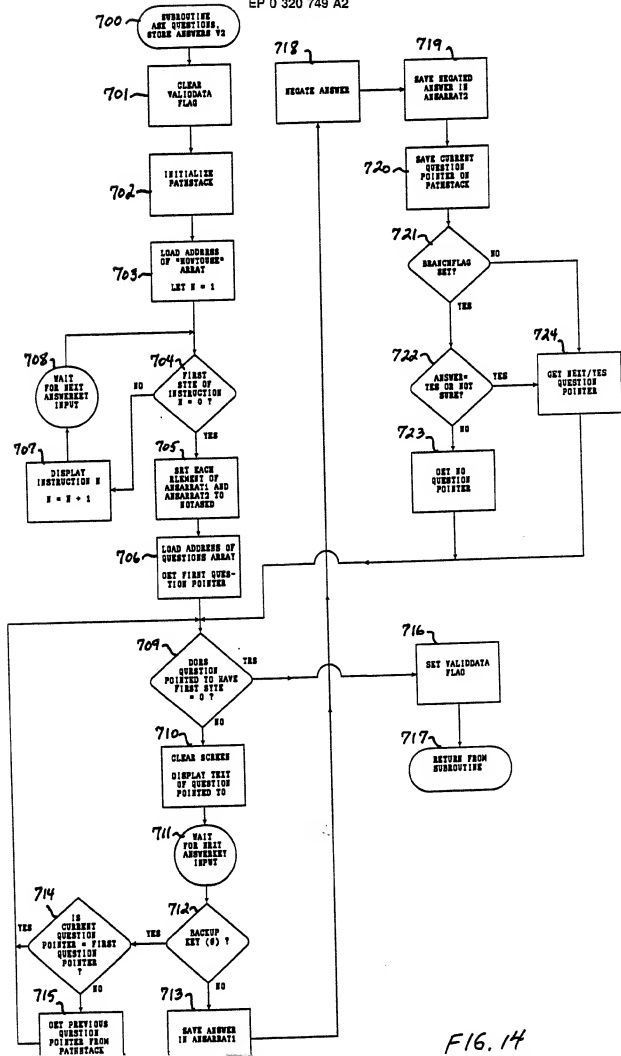 EP 0 320 749 A2
700
SUBROUTINE
ASK QUESTIONS,
STORE ANSWERS V2
701
CLEAR
VALIDDATA
FLAG
702
INITIALIZE
PATHSTACK
703
LOAD ADDRESS
OF "HOWTOUSE"
ARRAY
LET N = 1
704
FIRST
BYTE OF
INSTRUCTION
N = 0 ?
NO
YES
708
WAIT
FOR NEXT
ANSWERKEY
INPUT
707
DISPLAY
INSTRUCTION N
N = N + 1
705
SET EACH
ELEMENT OF
ANSARRAY1 AND
ANSARRAY2 TO
NOTASKED
706
LOAD ADDRESS OF
QUESTIONS ARRAY
GET FIRST QUES-
TION POINTER
709
DOES
QUESTION
POINTED TO HAVE
FIRST BYTE
= 0 ?
YES
NO
710
CLEAR SCREEN
DISPLAY TEXT
OF QUESTION
POINTED TO
711
WAIT
FOR NEXT
ANSWERKEY
INPUT
712
BACKUP
KEY (#) ?
YES
NO
714
IS
CURRENT
QUESTION
POINTER = FIRST
QUESTION
POINTER
?
YES
NO
715
GET PREVIOUS
QUESTION
POINTER FROM
PATHSTACK
713
SAVE ANSWER
IN ANSARRAY1
718
NEGATE ANSWER
719
SAVE NEGATED
ANSWER IN
ANSARRAY2
720
SAVE CURRENT
QUESTION
POINTER ON
PATHSTACK
721
BRANCHFLAG
SET?
NO
YES
722
ANSWER=
YES OR NOT
SURE?
YES
NO
724
GET NEXT/YES
QUESTION
POINTER
723
GET NO
QUESTION
POINTER
716
SET VALIDDATA
FLAG
717
RETURN FROM
SUBROUTINE
FIG. 14